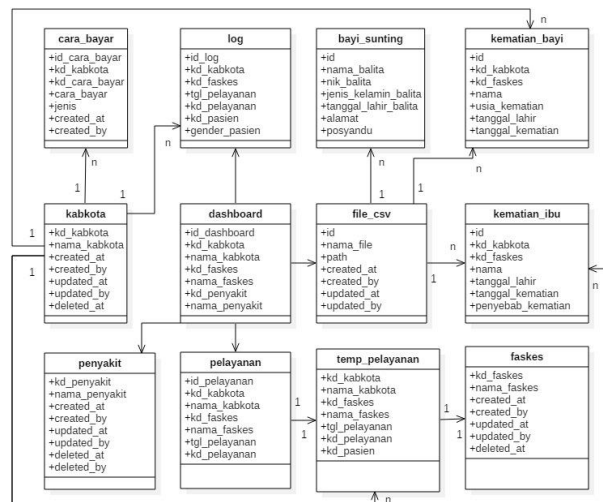 n
cara_bayar
+id_cara_bayar
+kd_kabkota
+kd_cara_bayar
+cara_bayar
+jenis
+created_at
+created_by
log
+id_log
+kd_kabkota
+kd_faskes
+tgl_pelayanan
+kd_pelayanan
+kd_pasien
+gender_pasien
bayi_sunting
+id
+nama_balita
+nik_balita
+jenis_kelamin_balita
+tanggal_lahir_balita
+alamat
+posyandu
kematian_bayi
+id
+kd_kabkota
+kd_faskes
+nama
+usia_kematian
+tanggal_lahir
+tanggal_kematian
n
n
n
n
1
1
1
1
1
kabkota
+kd_kabkota
+nama_kabkota
+created_at
+created_by
+updated_at
+updated_by
+deleted_at
dashboard
+id_dashboard
+kd_kabkota
+nama_kabkota
+kd_faskes
+nama_faskes
+kd_penyakit
+nama_penyakit
file_csv
+id
+nama_file
+path
+created_at
+created_by
+updated_at
+updated_by
kematian_ibu
+id
+kd_kabkota
+kd_faskes
+nama
+tanggal_lahir
+tanggal_kematian
+penyebab_kematian
1
n
1
n
penyakit
+kd_penyakit
+nama_penyakit
+created_at
+created_by
+updated_at
+updated_by
+deleted_at
+deleted_by
pelayanan
+id_pelayanan
+kd_kabkota
+nama_kabkota
+kd_faskes
+nama_faskes
+tgl_pelayanan
+kd_pelayanan
temp_pelayanan
+kd_kabkota
+nama_kabkota
+kd_faskes
+nama_faskes
+tgl_pelayanan
+kd_pelayanan
+kd_pasien
faskes
+kd_faskes
+nama_faskes
+created_at
+created_by
+updated_at
+updated_by
+deleted_at
1
1
1
1
n